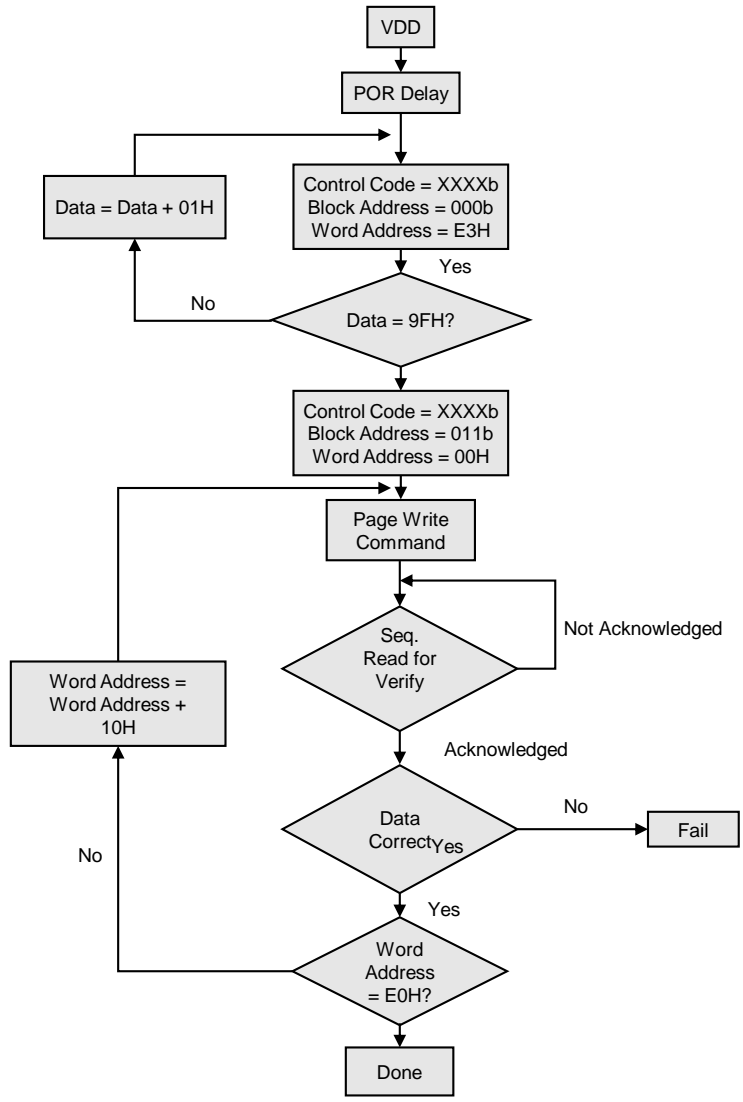 VDD
POR Delay
Data = Data + 01H
Control Code = XXXXb
Block Address = 000b
Word Address = E3H
Yes
No
Data = 9FH?
Control Code = XXXXb
Block Address = 011b
Word Address = 00H
Page Write
Command
Seq.
Read for
Verify
Not Acknowledged
Word Address =
Word Address +
10H
Acknowledged
Data
Correct
Yes
No
Fail
No
Yes
Word
Address
= E0H?
Done